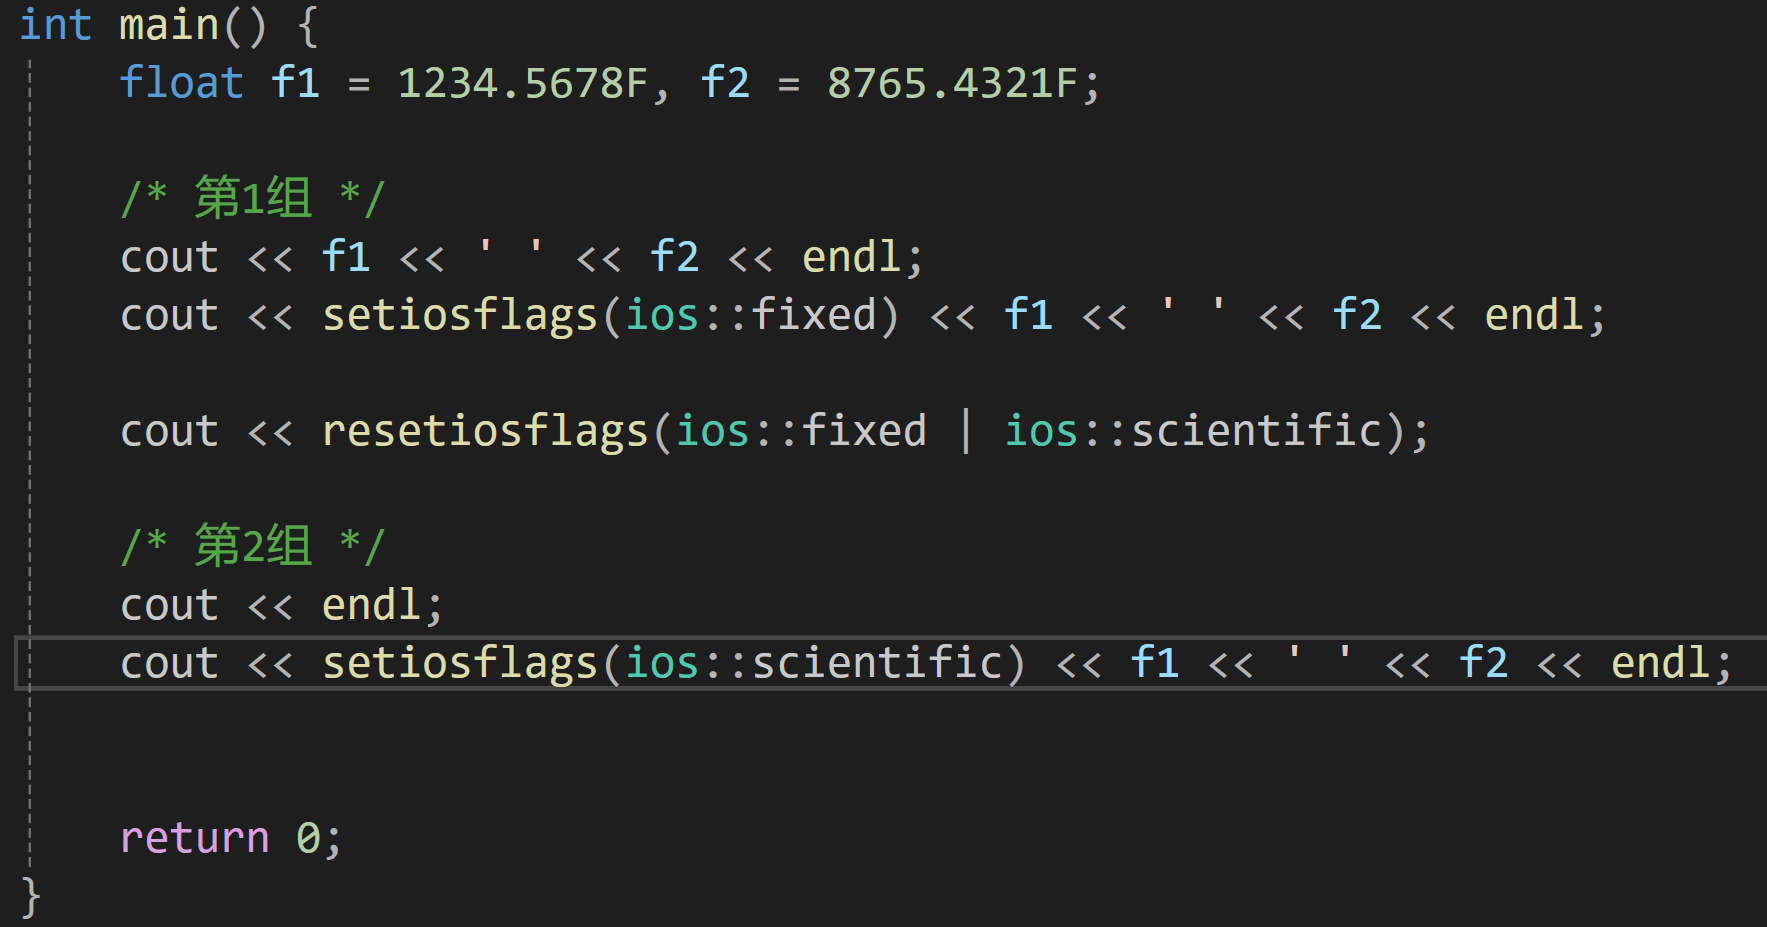 int main() {
    float f1 = 1234.5678F, f2 = 8765.4321F;
    /* 第1组 */
    cout << f1 << ' ' << f2 << endl;
    cout << setiosflags(ios::fixed) << f1 << ' ' << f2 << endl;
    cout << resetiosflags(ios::fixed | ios::scientific);
    /* 第2组 */
    cout << endl;
    cout << setiosflags(ios::scientific) << f1 << ' ' << f2 << endl;
    return 0;
}